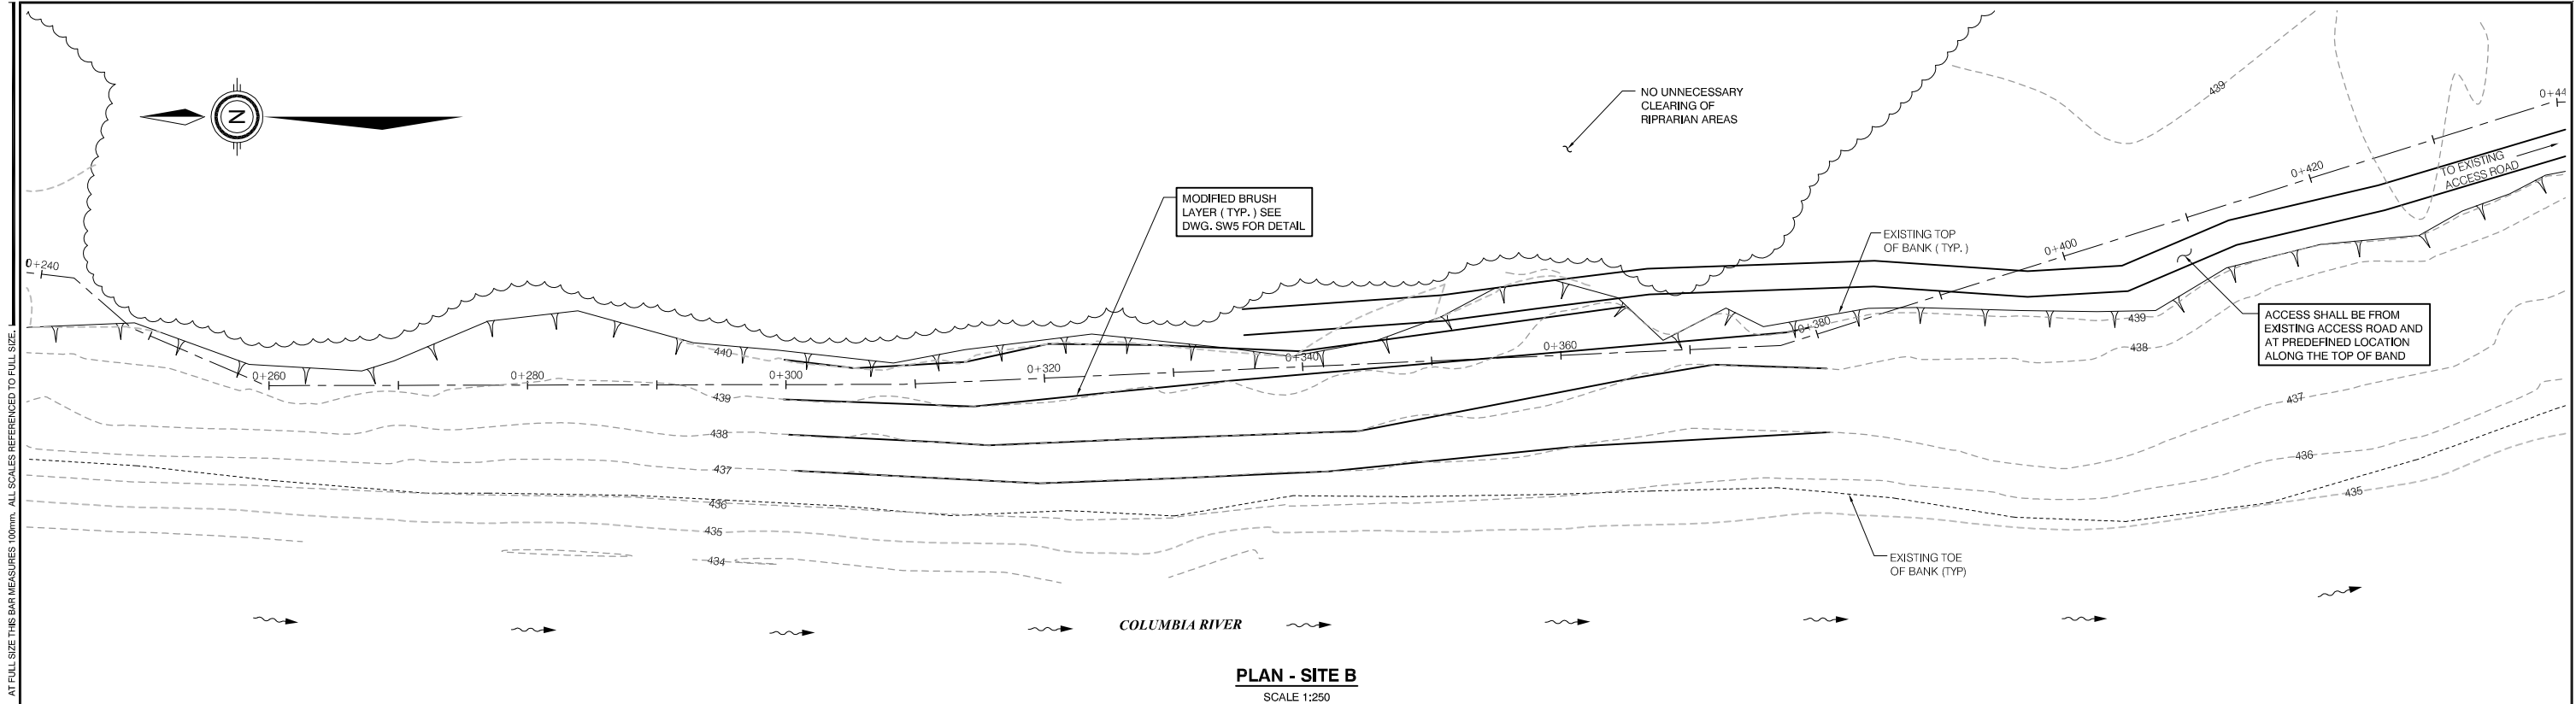 AT FULL SIZE THIS BAR MEASURES 100mm. ALL SCALES REFERENCED TO FULL SIZE.
N
NO UNNECESSARY
CLEARING OF
RIPRARIAN AREAS
439
0+44
0+420
TO EXISTING
ACCESS ROAD
MODIFIED BRUSH
LAYER ( TYP. ) SEE
DWG. SW5 FOR DETAIL
EXISTING TOP
OF BANK ( TYP. )
0+400
0+240
ACCESS SHALL BE FROM
EXISTING ACCESS ROAD AND
AT PREDEFINED LOCATION
ALONG THE TOP OF BAND
439
0+380
438
440
0+340
0+360
0+260
0+280
0+300
0+320
439
437
438
436
437
435
436
435
434
EXISTING TOE
OF BANK (TYP)
COLUMBIA RIVER
PLAN - SITE B
SCALE 1:250